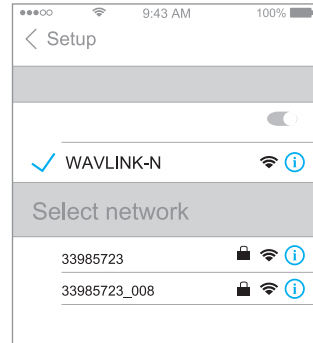 9:43 AM 100%
Setup
WAVLINK-N
Select network
33985723
33985723_008